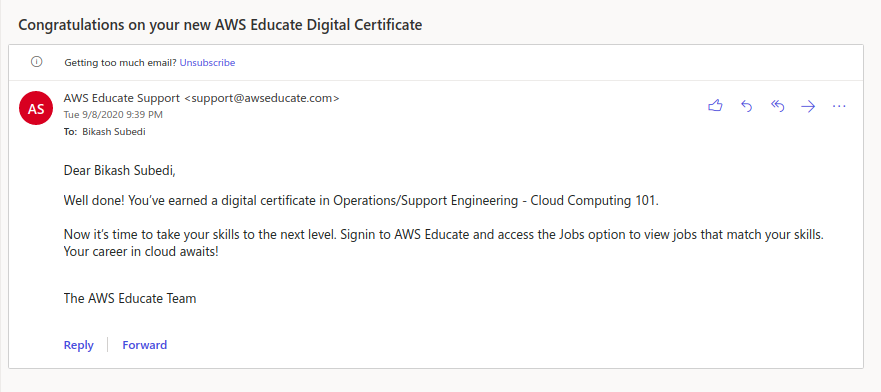 Congratulations on your new AWS Educate Digital Certificate
Getting too much email? Unsubscribe
AS
AWS Educate Support <support@awseducate.com>
Tue 9/8/2020 9:39 PM
To: Bikash Subedi
Dear Bikash Subedi,
Well done! You’ve earned a digital certificate in Operations/Support Engineering - Cloud Computing 101.
Now it’s time to take your skills to the next level. Signin to AWS Educate and access the Jobs option to view jobs that match your skills.
Your career in cloud awaits!
The AWS Educate Team
Reply Forward